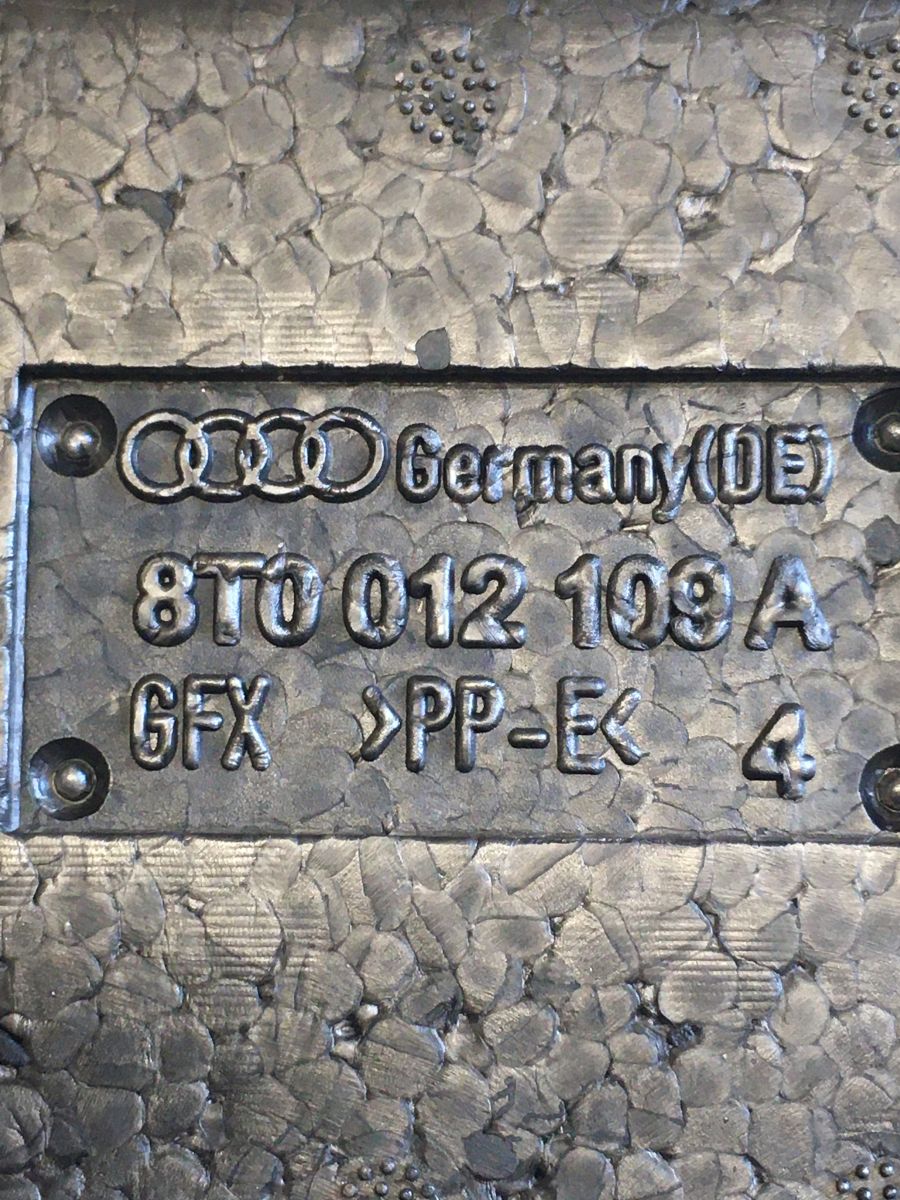 Germany(DE)
8T0 012 109 A
GFX >PP-E< 4